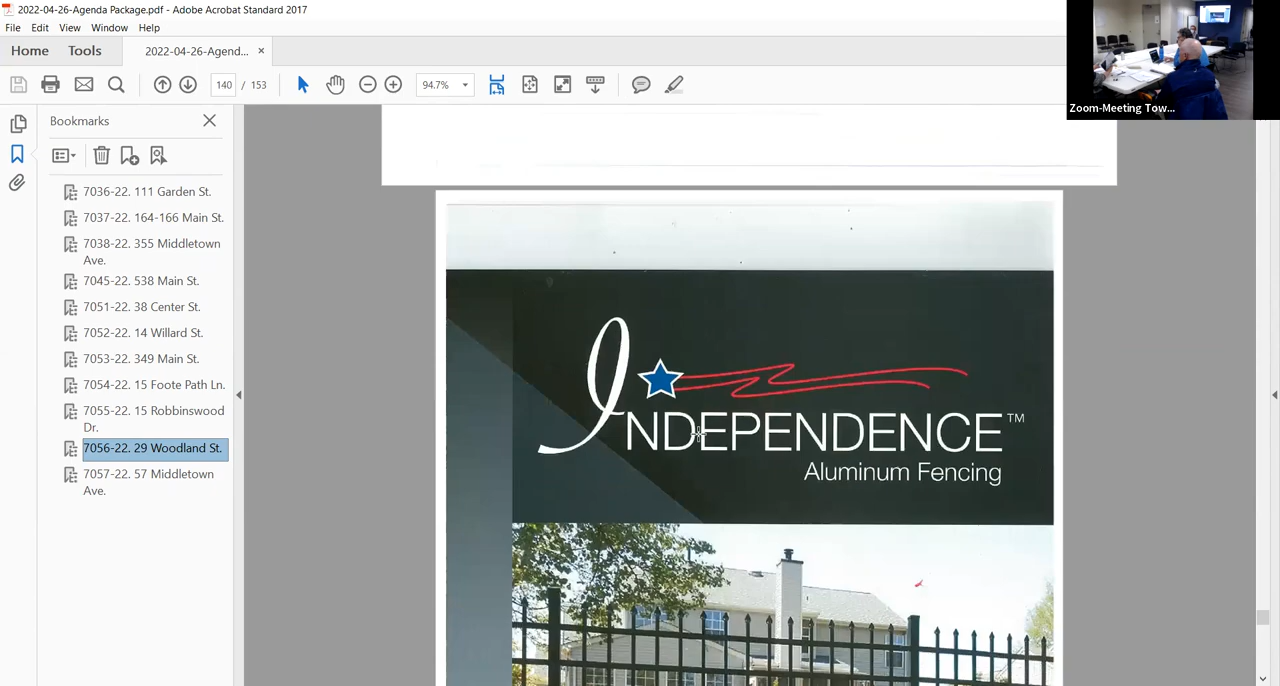 2022-04-26-Agenda Package.pdf - Adobe Acrobat Standard 2017
File Edit View Window Help
Home Tools 2022-04-26-Agend... ×
140 / 153 94.7%
Zoom-Meeting Tow...
Bookmarks
7036-22. 111 Garden St.
7037-22. 164-166 Main St.
7038-22. 355 Middletown
Ave.
7045-22. 538 Main St.
7051-22. 38 Center St.
7052-22. 14 Willard St.
7053-22. 349 Main St.
7054-22. 15 Foote Path Ln.
7055-22. 15 Robbinswood
Dr.
7056-22. 29 Woodland St.
7057-22. 57 Middletown
Ave.
INDEPENDENCE™
Aluminum Fencing